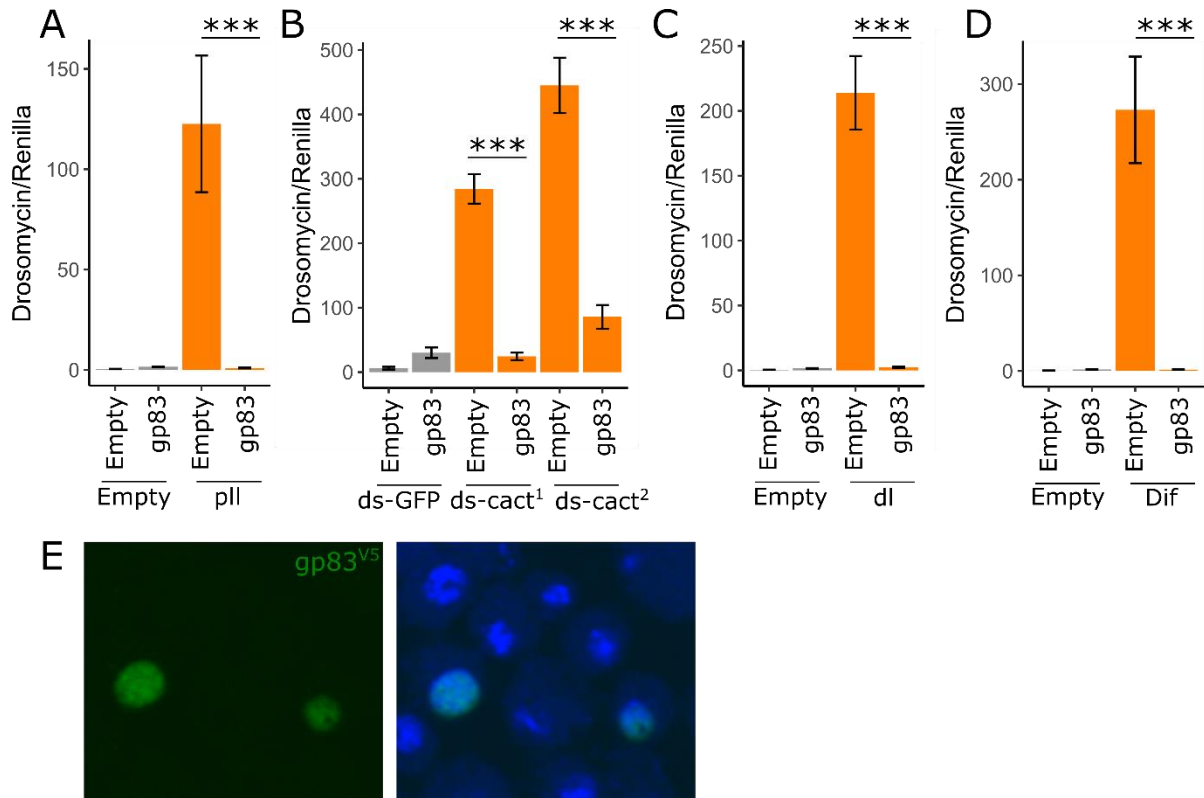 A
***
Drosomycin/Renilla
150
100
50
0
Empty
gp83
Empty
gp83
Empty
pll
B
***
***
Drosomycin/Renilla
500
400
300
200
100
0
Empty
gp83
Empty
gp83
Empty
gp83
ds-GFP
ds-cact¹
ds-cact²
C
***
Drosomycin/Renilla
250
200
150
100
50
0
Empty
gp83
Empty
gp83
Empty
dl
D
***
Drosomycin/Renilla
300
200
100
0
Empty
gp83
Empty
gp83
Empty
Dif
E
gp83ⱽ⁵